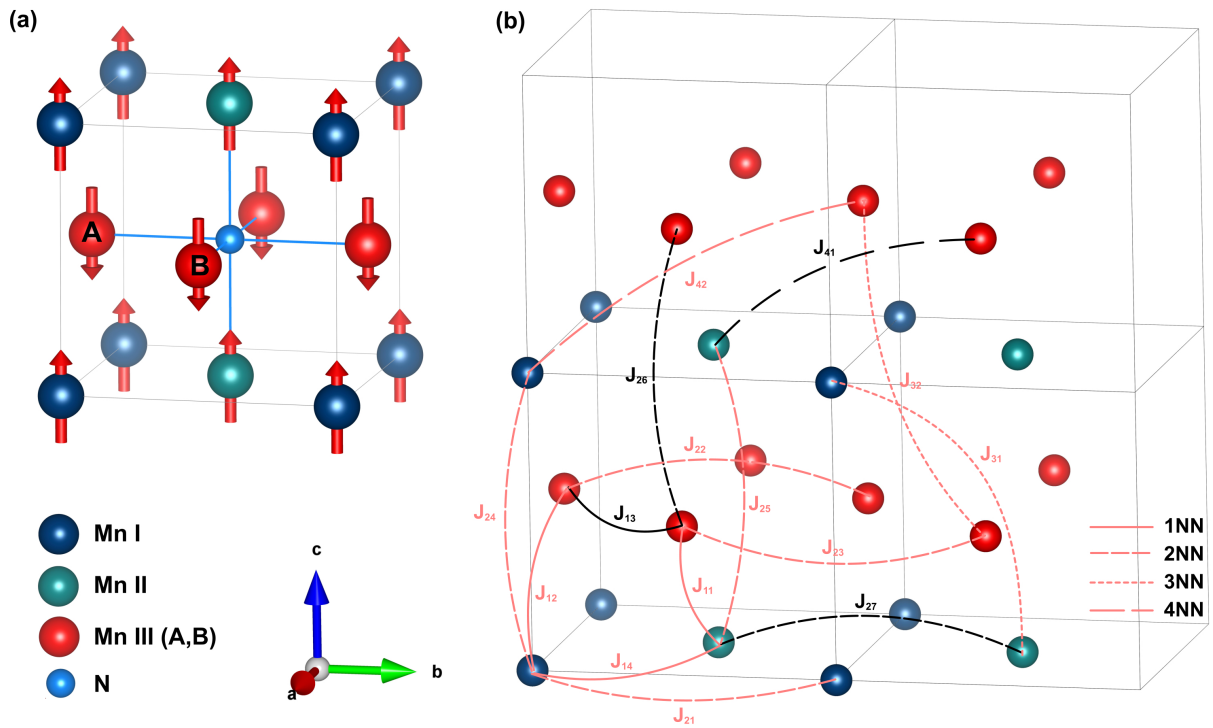 (a)
A
B
N
Mn I
Mn II
Mn III (A,B)
N
c
b
a
(b)
J₄₁
J₄₂
J₂₆
J₃₂
J₃₁
J₂₂
J₂₄
J₁₃
J₂₅
J₂₃
J₁₂
J₁₁
J₂₇
J₁₄
J₂₁
1NN
2NN
3NN
4NN